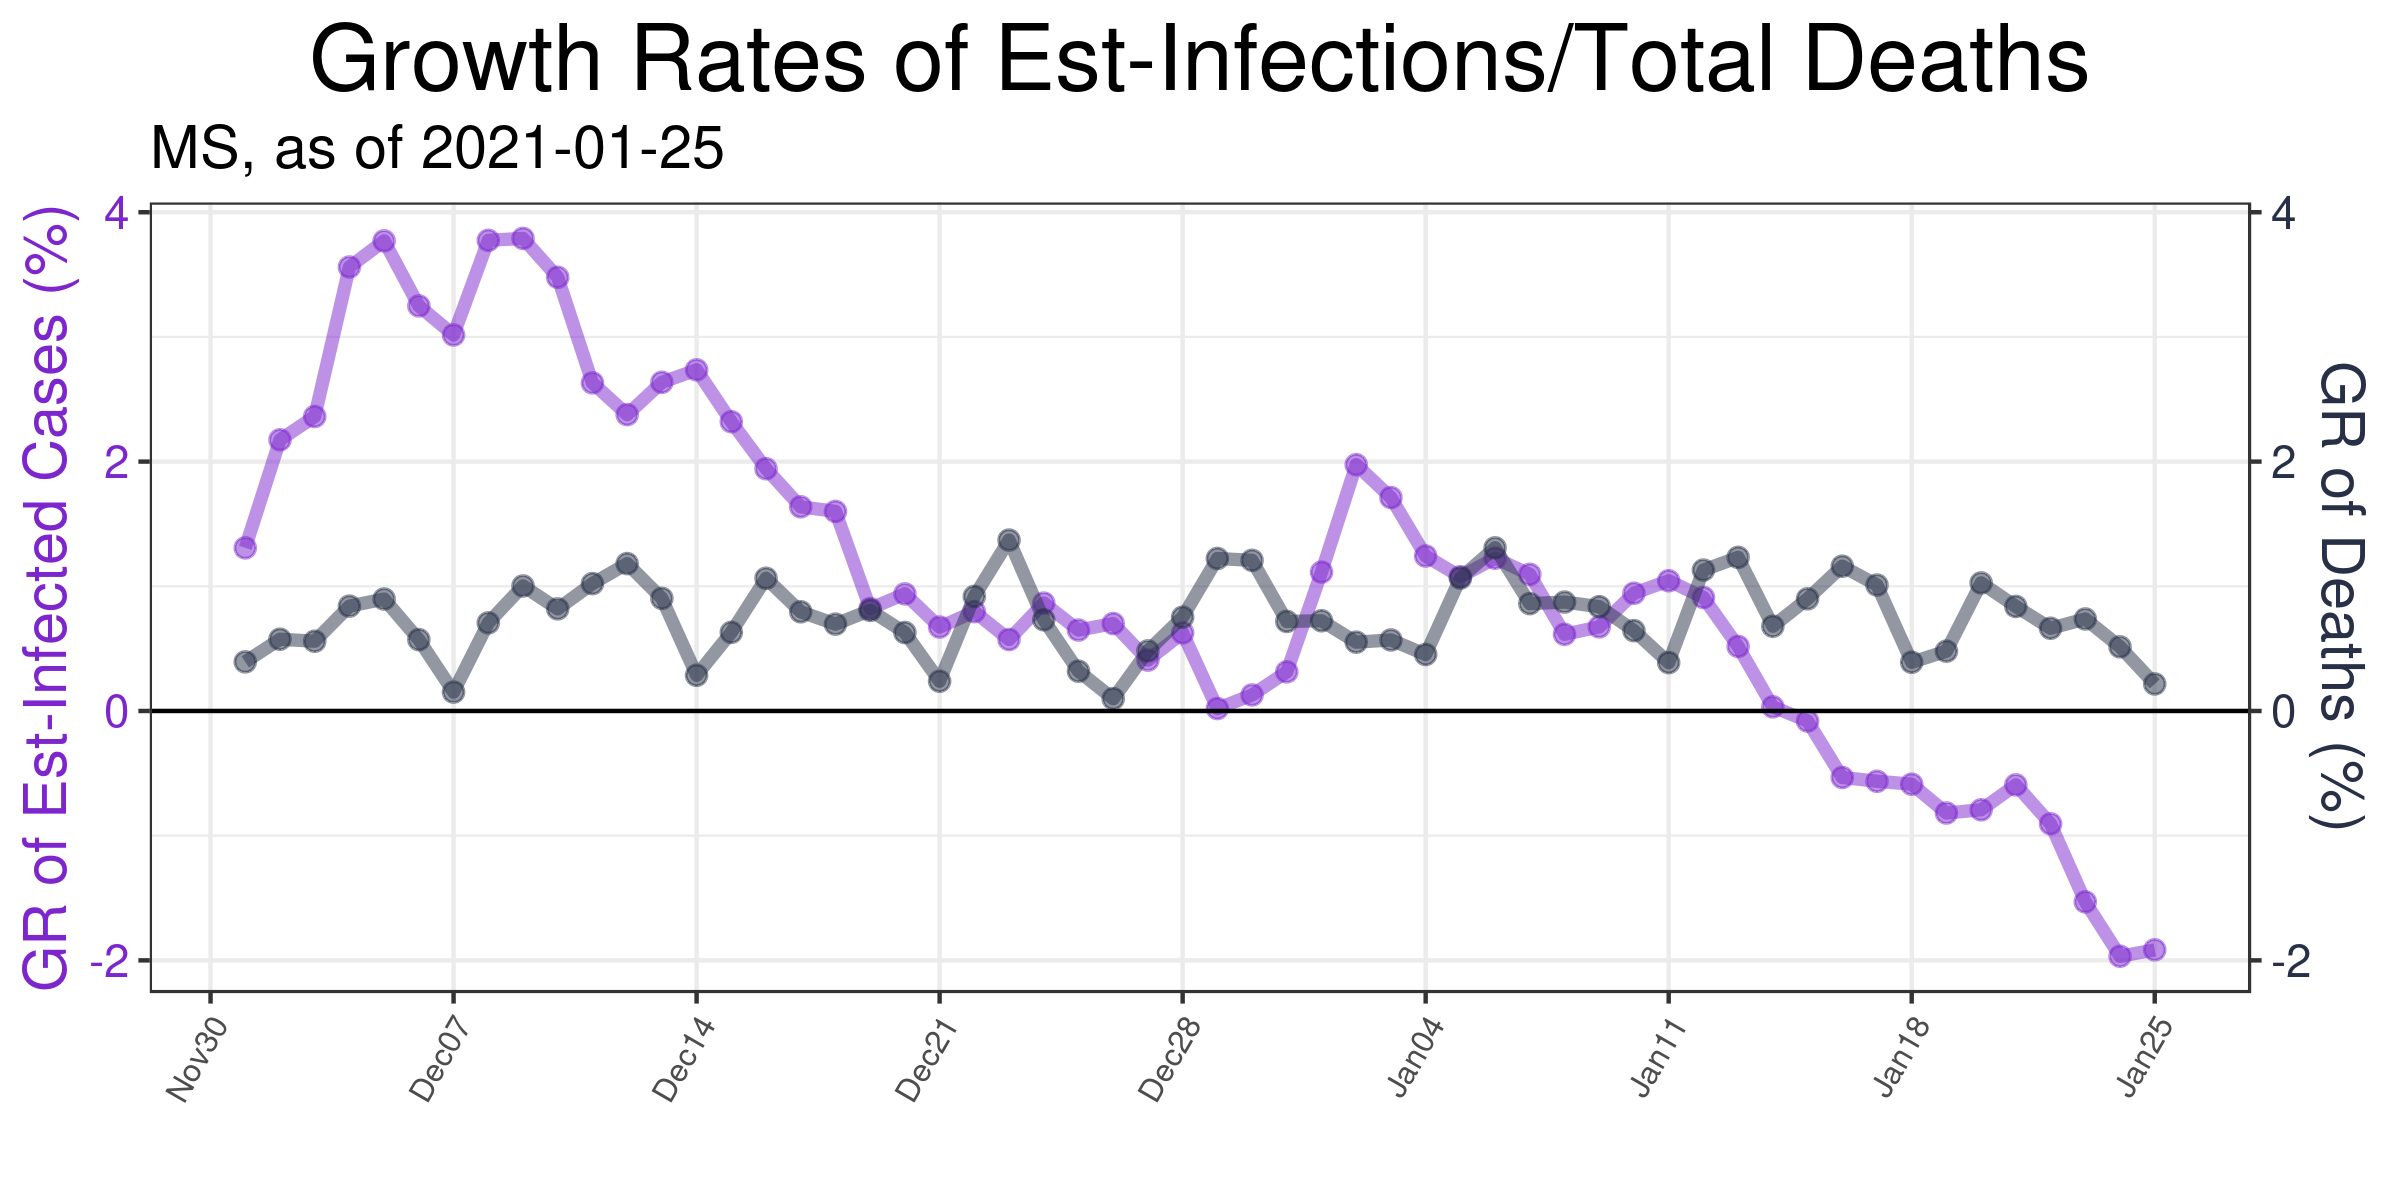 Growth Rates of Est-Infections/Total Deaths
MS, as of 2021-01-25
GR of Est-Infected Cases (%)
4
2
0
-2
4
2
0
-2
GR of Deaths (%)
Nov30
Dec07
Dec14
Dec21
Dec28
Jan04
Jan11
Jan18
Jan25